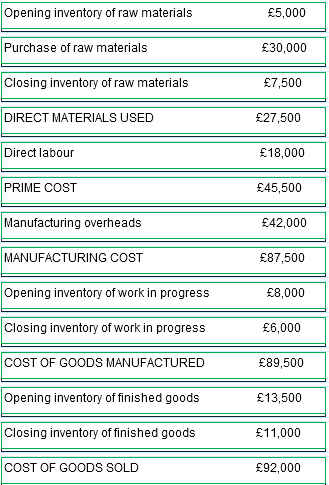 Opening inventory of raw materials £5,000
Purchase of raw materials £30,000
Closing inventory of raw materials £7,500
DIRECT MATERIALS USED £27,500
Direct labour £18,000
PRIME COST £45,500
Manufacturing overheads £42,000
MANUFACTURING COST £87,500
Opening inventory of work in progress £8,000
Closing inventory of work in progress £6,000
COST OF GOODS MANUFACTURED £89,500
Opening inventory of finished goods £13,500
Closing inventory of finished goods £11,000
COST OF GOODS SOLD £92,000